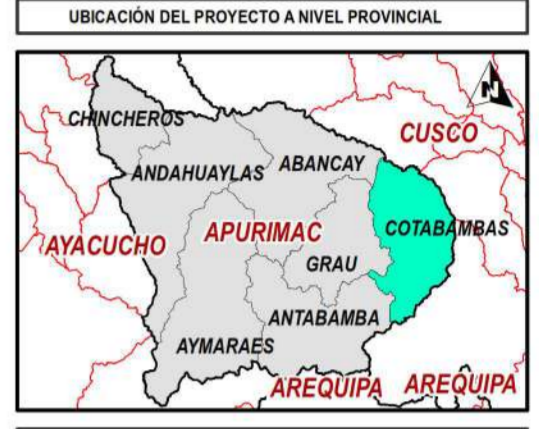 UBICACIÓN DEL PROYECTO A NIVEL PROVINCIAL
N
CHINCHEROS
CUSCO
ANDAHUAYLAS
ABANCAY
COTABAMBAS
AYACUCHO
APURIMAC
GRAU
ANTABAMBA
AYMARAES
AREQUIPA
AREQUIPA